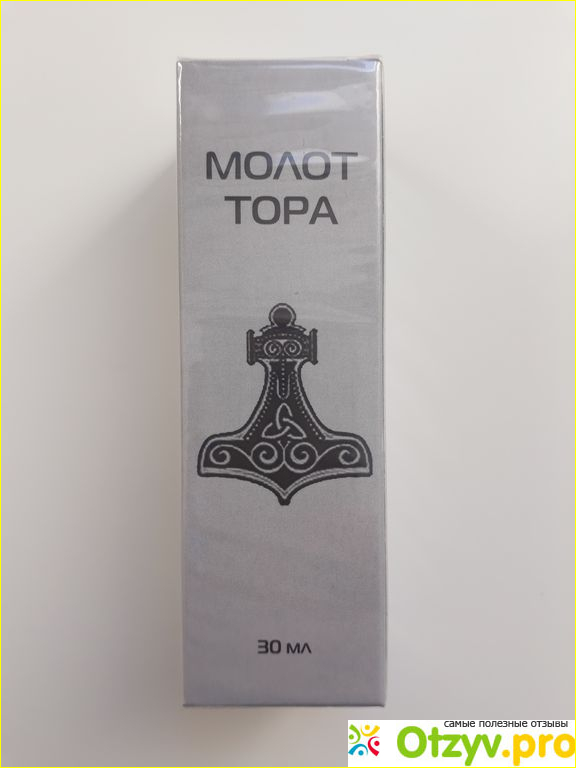 МОЛОТ
ТОРА
30 мл
самые полезные отзывы
Otzyv.pro